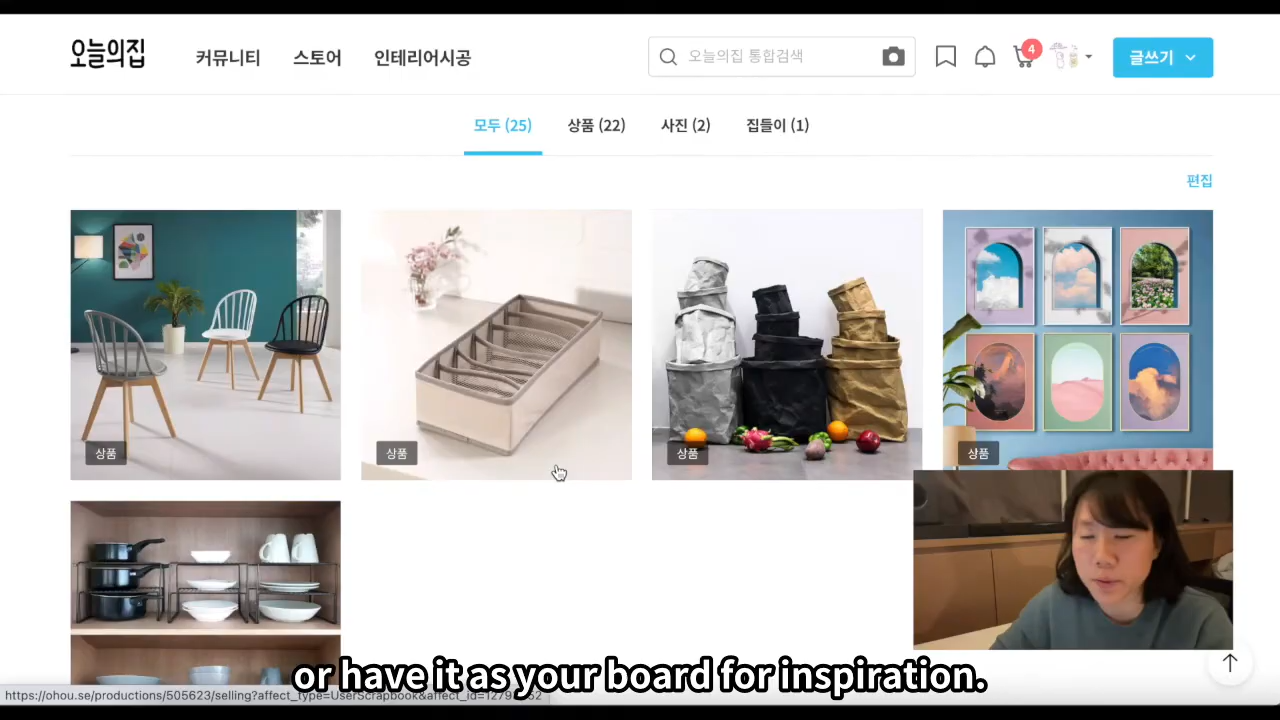 오늘의집
커뮤니티
스토어
인테리어시공
오늘의집 통합검색
4
글쓰기
모두 (25)
상품 (22)
사진 (2)
집들이 (1)
편집
상품
상품
상품
상품
or have it as your board for inspiration.